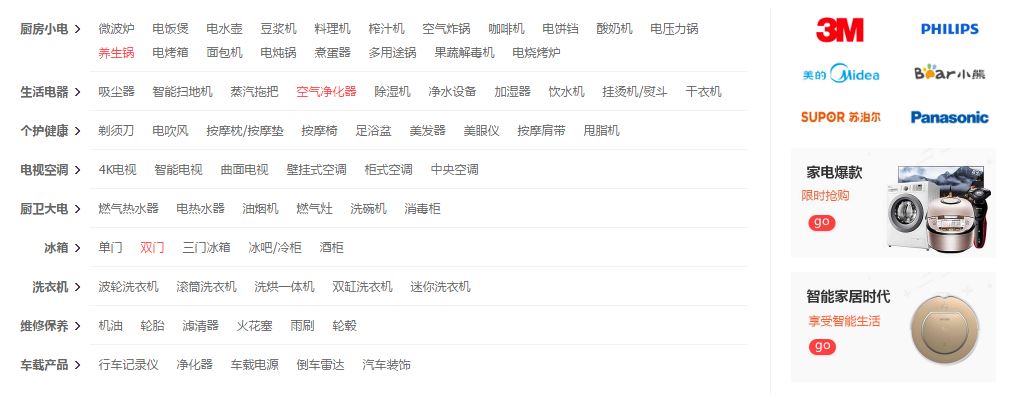 厨房小电 > 微波炉 电饭煲 电水壶 豆浆机 料理机 榨汁机 空气炸锅 咖啡机 电饼铛 酸奶机 电压力锅
养生锅 电烤箱 面包机 电炖锅 煮蛋器 多用途锅 果蔬解毒机 电烧烤炉
生活电器 > 吸尘器 智能扫地机 蒸汽拖把 空气净化器 除湿机 净水设备 加湿器 饮水机 挂烫机/熨斗 干衣机
个护健康 > 剃须刀 电吹风 按摩枕/按摩垫 按摩椅 足浴盆 美发器 美眼仪 按摩肩带 甩脂机
电视空调 > 4K电视 智能电视 曲面电视 壁挂式空调 柜式空调 中央空调
厨卫大电 > 燃气热水器 电热水器 油烟机 燃气灶 洗碗机 消毒柜
冰箱 > 单门 双门 三门冰箱 冰吧/冷柜 酒柜
洗衣机 > 波轮洗衣机 滚筒洗衣机 洗烘一体机 双缸洗衣机 迷你洗衣机
维修保养 > 机油 轮胎 滤清器 火花塞 雨刷 轮毂
车载产品 > 行车记录仪 净化器 车载电源 倒车雷达 汽车装饰
3M PHILIPS
美的 Midea Bear小熊
SUPOR 苏泊尔 Panasonic
家电爆款
限时抢购
go
智能家居时代
享受智能生活
go